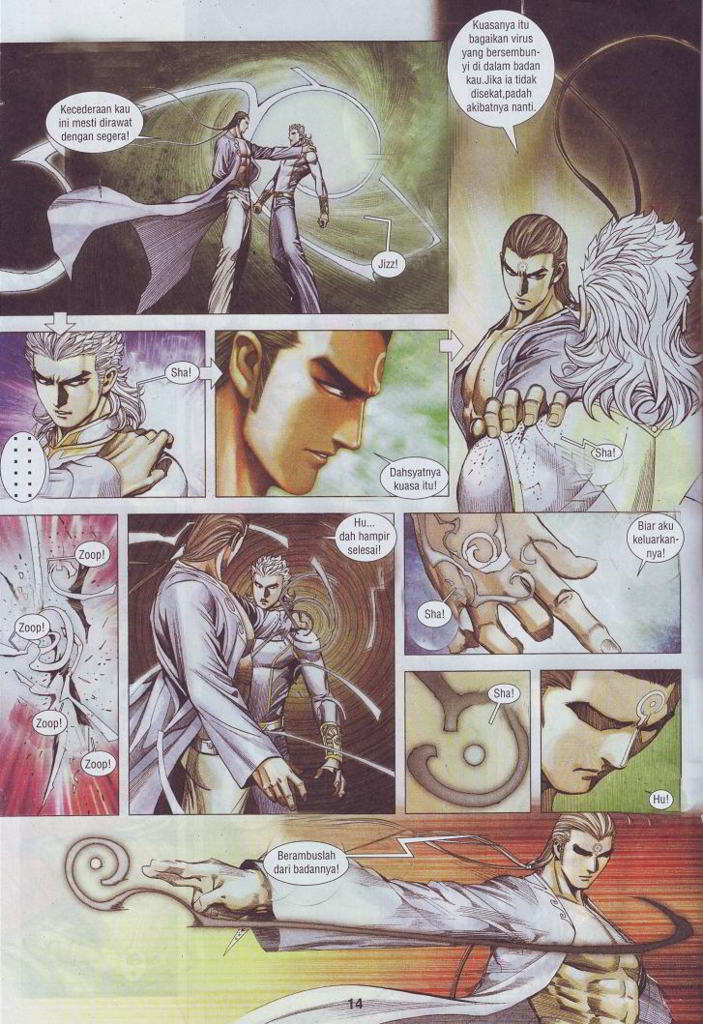 Kecederaan kau
ini mesti dirawat
dengan segera!
Jizz!
Kuasanya itu
bagaikan virus
yang bersembun-
yi di dalam badan
kau.Jika ia tidak
disekat,padah
akibatnya nanti.
Sha!
Dahsyatnya
kuasa itu!
Sha!
Zoop!
Zoop!
Zoop!
Zoop!
Hu...
dah hampir
selesai!
Biar aku
keluarkan-
nya!
Sha!
Sha!
Hu!
Berambuslah
dari badannya!
14